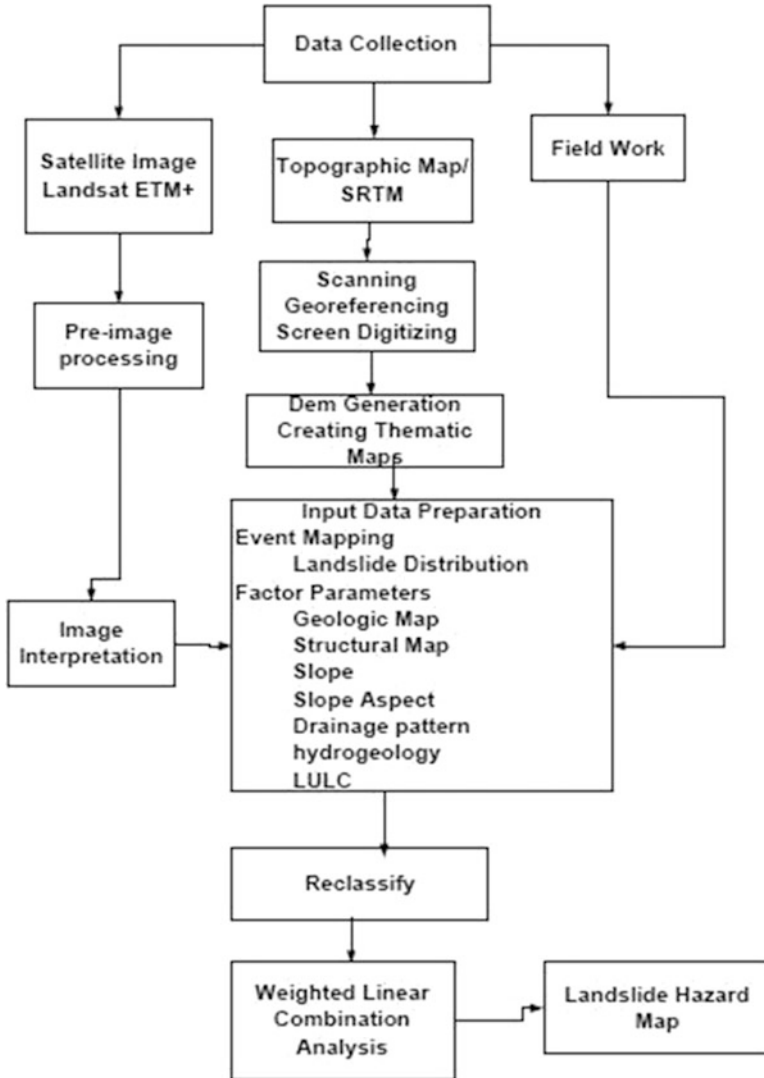 Data Collection
Satellite Image
Landsat ETM+
Topographic Map/
SRTM
Field Work
Scanning
Georeferencing
Screen Digitizing
Pre-image
processing
Dem Generation
Creating Thematic
Maps
Input Data Preparation
Event Mapping
Landslide Distribution
Factor Parameters
Geologic Map
Structural Map
Slope
Slope Aspect
Drainage pattern
hydrogeology
LULC
Image
Interpretation
Reclassify
Weighted Linear
Combination
Analysis
Landslide Hazard
Map